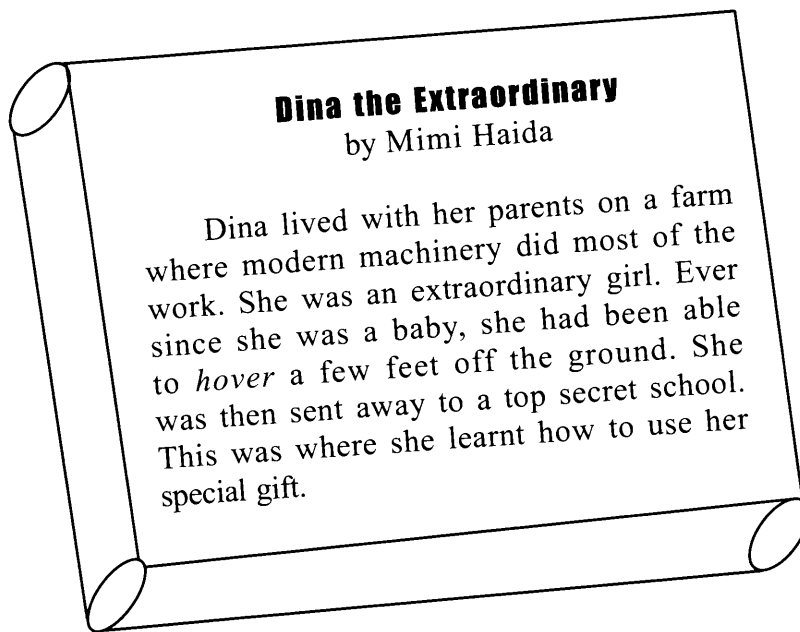 Dina the Extraordinary
by Mimi Haida
Dina lived with her parents on a farm
where modern machinery did most of the
work. She was an extraordinary girl. Ever
since she was a baby, she had been able
to hover a few feet off the ground. She
was then sent away to a top secret school.
This was where she learnt how to use her
special gift.